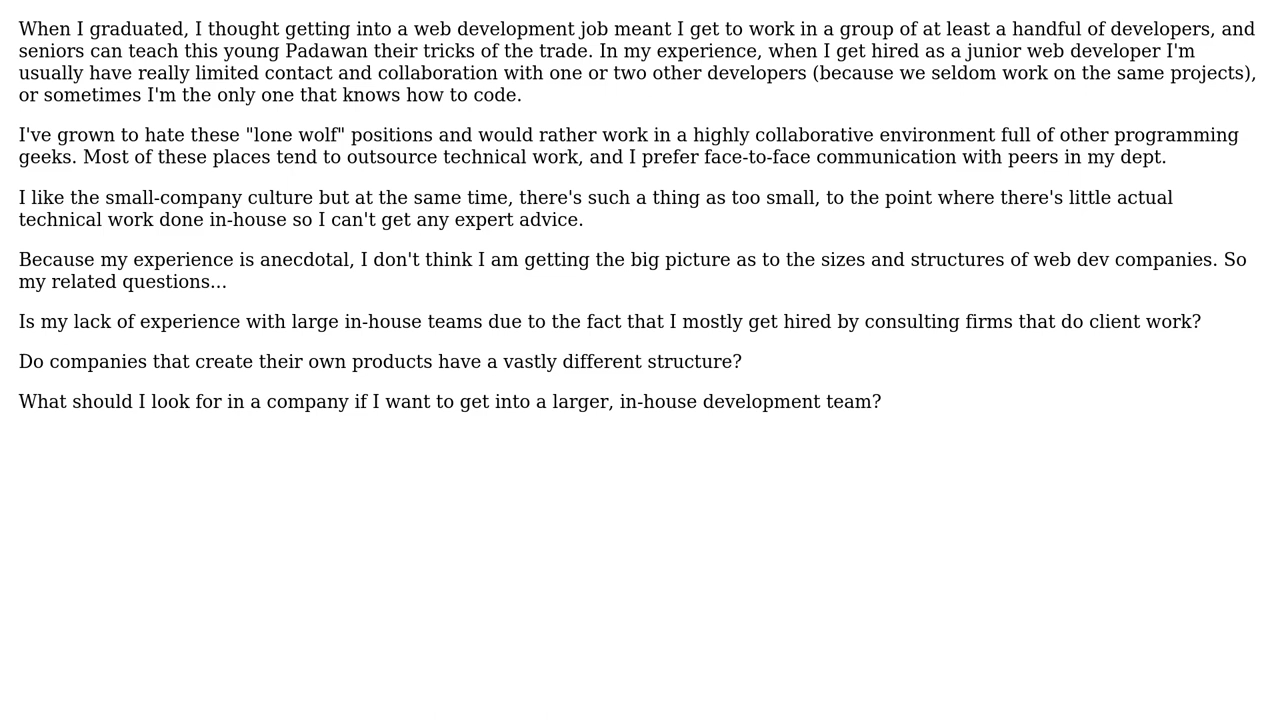 When I graduated, I thought getting into a web development job meant I get to work in a group of at least a handful of developers, and
seniors can teach this young Padawan their tricks of the trade. In my experience, when I get hired as a junior web developer I'm
usually have really limited contact and collaboration with one or two other developers (because we seldom work on the same projects),
or sometimes I'm the only one that knows how to code.
I've grown to hate these "lone wolf" positions and would rather work in a highly collaborative environment full of other programming
geeks. Most of these places tend to outsource technical work, and I prefer face-to-face communication with peers in my dept.
I like the small-company culture but at the same time, there's such a thing as too small, to the point where there's little actual
technical work done in-house so I can't get any expert advice.
Because my experience is anecdotal, I don't think I am getting the big picture as to the sizes and structures of web dev companies. So
my related questions...
Is my lack of experience with large in-house teams due to the fact that I mostly get hired by consulting firms that do client work?
Do companies that create their own products have a vastly different structure?
What should I look for in a company if I want to get into a larger, in-house development team?